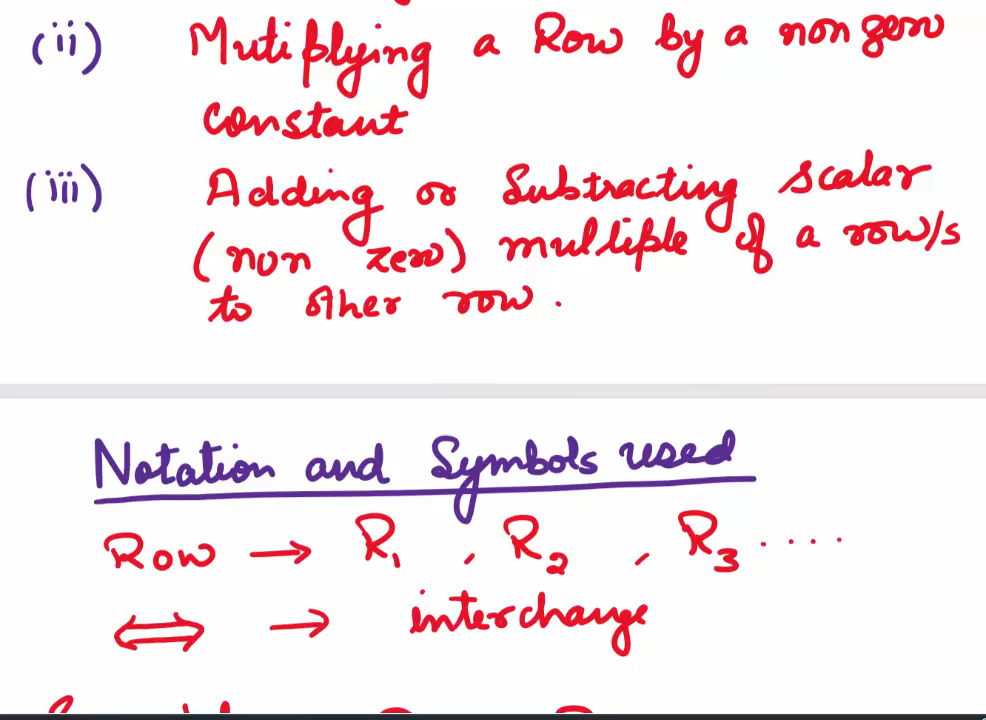 (ii) Mutiplying a Row by a non zero
constant
(iii) Adding or Subtracting scalar
(non zero) multiple of a row/s
to other row.
Notation and Symbols used
Row → R₁ , R₂ , R₃ ....
⟺ → interchange